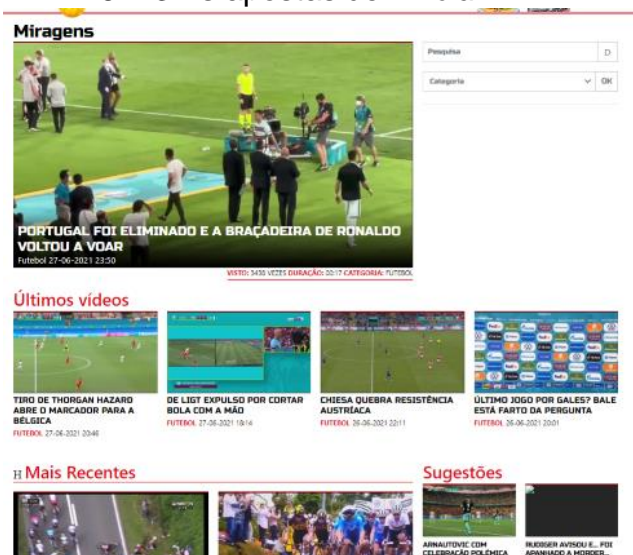 Miragens
Pesquisa
Categoria
OK
PORTUGAL FOI ELIMINADO E A BRAÇADEIRA DE RONALDO
VOLTOU A VOAR
Futebol 27-06-2021 23:50
VISTO: 5438 VEZES DURAÇÃO: 00:17 CATEGORIA: FUTEBOL
Últimos vídeos
TIRO DE THORGAN HAZARD
ABRE O MARCADOR PARA A
BÉLGICA
FUTEBOL 27-06-2021 20:46
DE LIGT EXPULSO POR CORTAR
BOLA COM A MÃO
FUTEBOL 27-06-2021 18:14
CHIESA QUEBRA RESISTÊNCIA
AUSTRÍACA
FUTEBOL 26-06-2021 22:11
ÚLTIMO JOGO POR GALES? BALE
ESTÁ FARTO DA PERGUNTA
FUTEBOL 26-06-2021 20:01
H Mais Recentes
Sugestões
ARNAUTOVIC COM
CELEBRAÇÃO POLÉMICA
RUDIGER AVISOU E... FOI
APANHADO A MORDER...